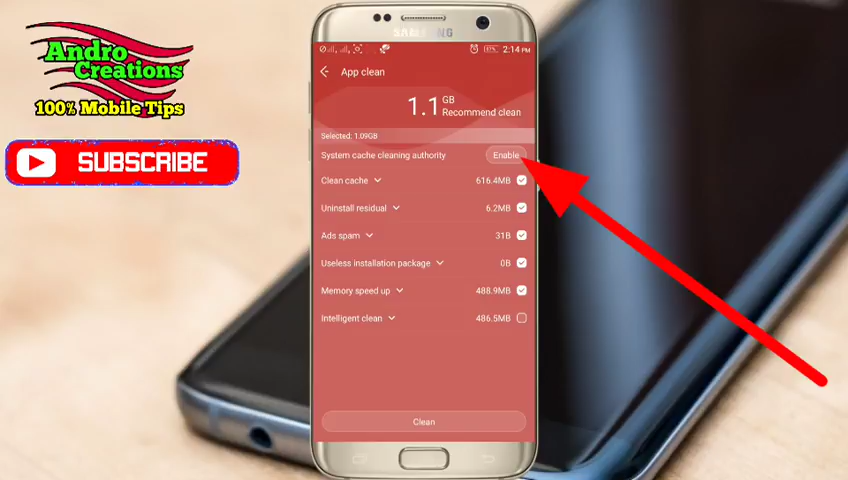 Andro
Creations
100% Mobile Tips
SUBSCRIBE
SAMSUNG
87% 2:14 PM
App clean
1.1 GB
Recommend clean
Selected: 1.09GB
System cache cleaning authority Enable
Clean cache 616.4MB
Uninstall residual 6.2MB
Ads spam 31B
Useless installation package 0B
Memory speed up 488.9MB
Intelligent clean 486.5MB
Clean